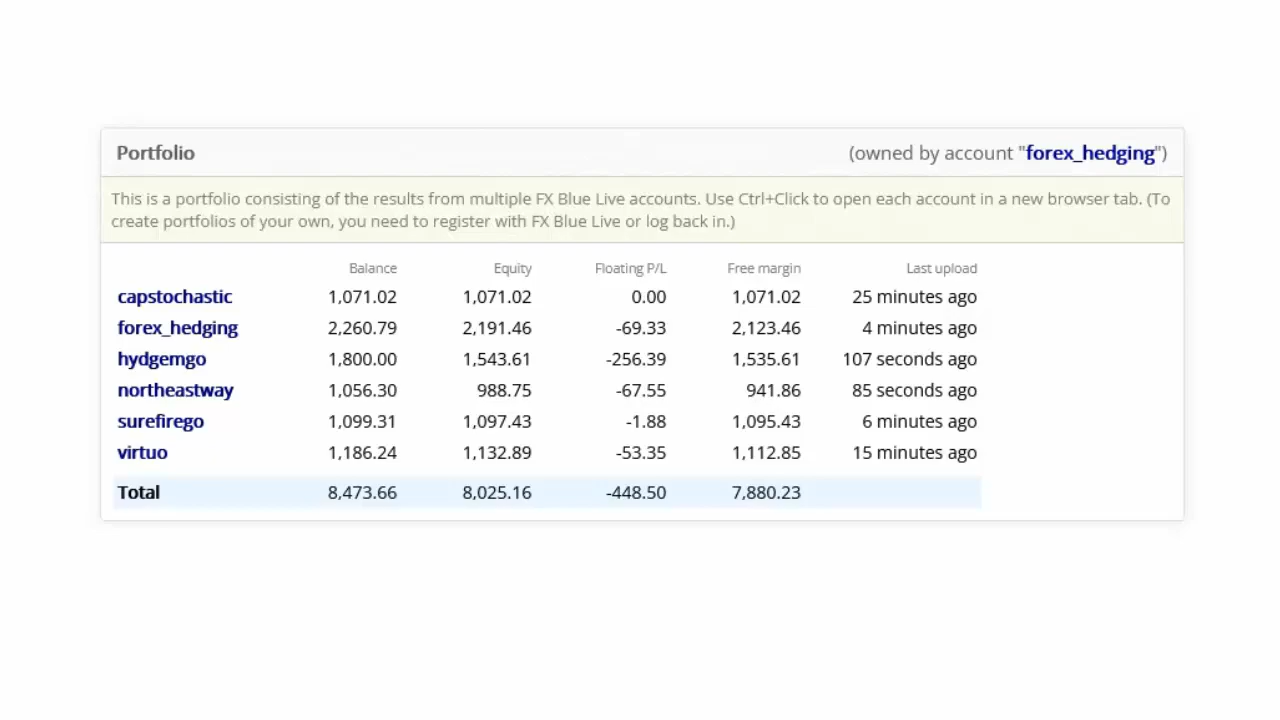 Portfolio (owned by account "forex_hedging")
This is a portfolio consisting of the results from multiple FX Blue Live accounts. Use Ctrl+Click to open each account in a new browser tab. (To
create portfolios of your own, you need to register with FX Blue Live or log back in.)
Balance Equity Floating P/L Free margin Last upload
capstochastic 1,071.02 1,071.02 0.00 1,071.02 25 minutes ago
forex_hedging 2,260.79 2,191.46 -69.33 2,123.46 4 minutes ago
hydgemgo 1,800.00 1,543.61 -256.39 1,535.61 107 seconds ago
northeastway 1,056.30 988.75 -67.55 941.86 85 seconds ago
surefirego 1,099.31 1,097.43 -1.88 1,095.43 6 minutes ago
virtuo 1,186.24 1,132.89 -53.35 1,112.85 15 minutes ago
Total 8,473.66 8,025.16 -448.50 7,880.23